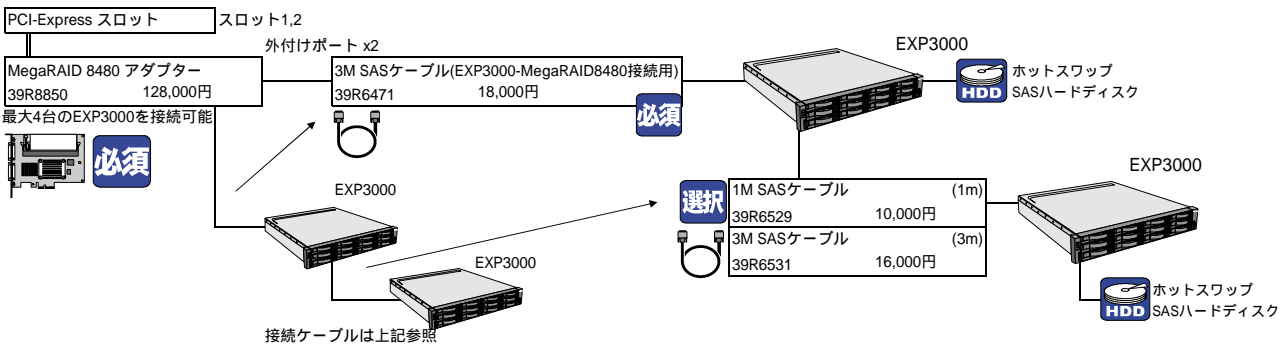 PCI-Express スロット
スロット1,2
外付けポート x2
MegaRAID 8480 アダプター
39R8850 128,000円
最大4台のEXP3000を接続可能
必須
3M SASケーブル(EXP3000-MegaRAID8480接続用)
39R6471 18,000円
必須
EXP3000
HDD
ホットスワップ
SASハードディスク
EXP3000
EXP3000
接続ケーブルは上記参照
選択
1M SASケーブル (1m)
39R6529 10,000円
3M SASケーブル (3m)
39R6531 16,000円
EXP3000
HDD
ホットスワップ
SASハードディスク